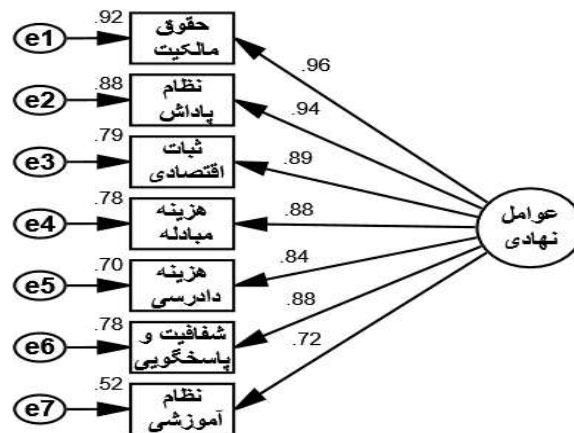 .92
e1
حقوق
مالکیت
.96
.88
e2
نظام
پاداش
.94
.79
e3
ثبات
اقتصادی
.89
.78
e4
هزینه
مبادله
.88
عوامل
نهادی
.70
e5
هزینه
دادرسی
.84
.78
e6
شفافیت و
پاسخگویی
.88
.52
e7
نظام
آموزشی
.72